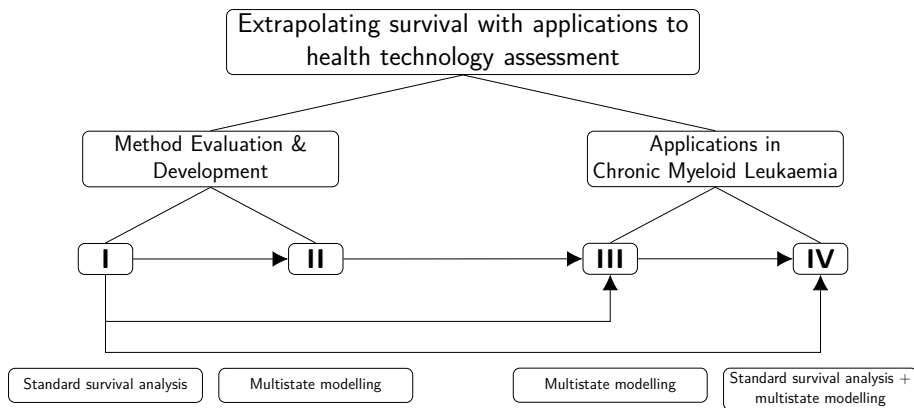 Extrapolating survival with applications to
health technology assessment
Method Evaluation &
Development
Applications in
Chronic Myeloid Leukaemia
I
II
III
IV
Standard survival analysis
Multistate modelling
Multistate modelling
Standard survival analysis +
multistate modelling